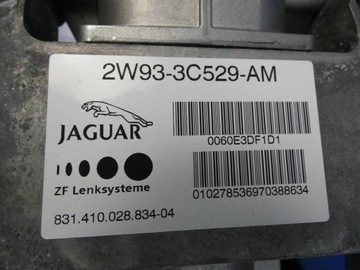 2W93-3C529-AM
JAGUAR
0060E3DF1D1
ZF Lenksysteme
010278536970388634
831.410.028.834-04